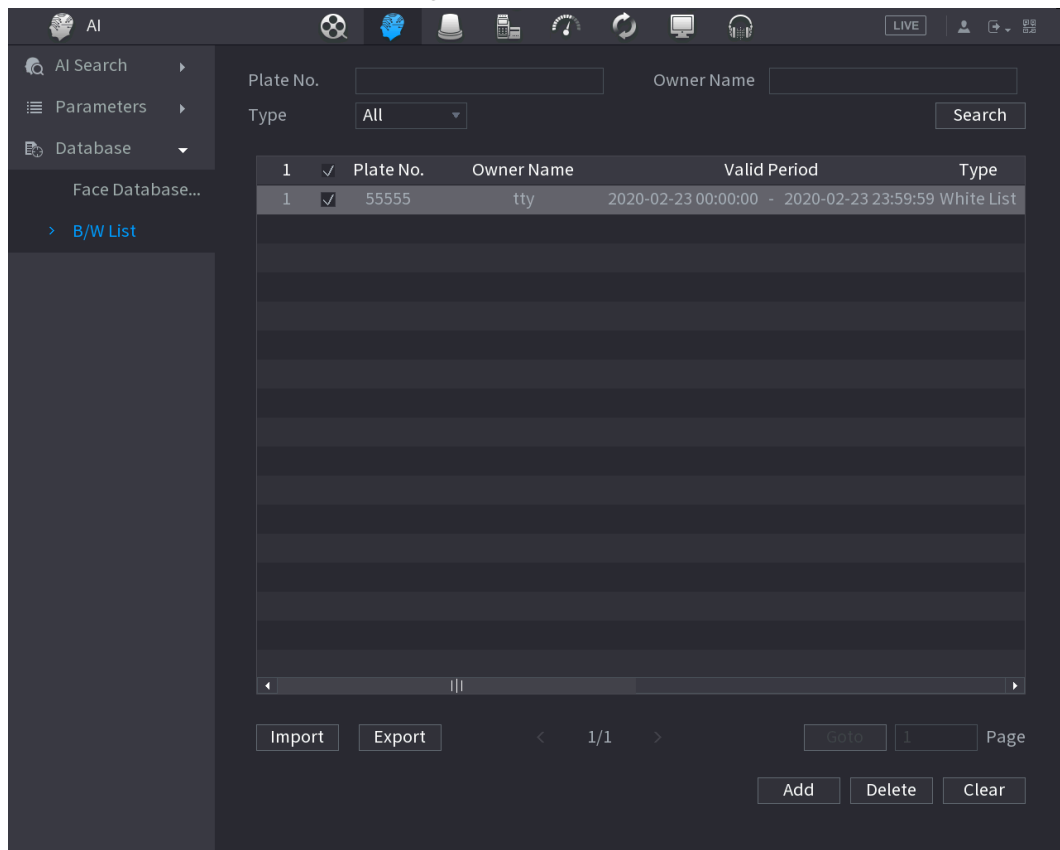 AI
LIVE
AI Search
Parameters
Database
Face Database...
B/W List
Plate No.
Owner Name
Type All
Search
1 Plate No. Owner Name Valid Period Type
1 55555 tty 2020-02-23 00:00:00 - 2020-02-23 23:59:59 White List
Import Export < 1/1 > Goto 1 Page
Add Delete Clear